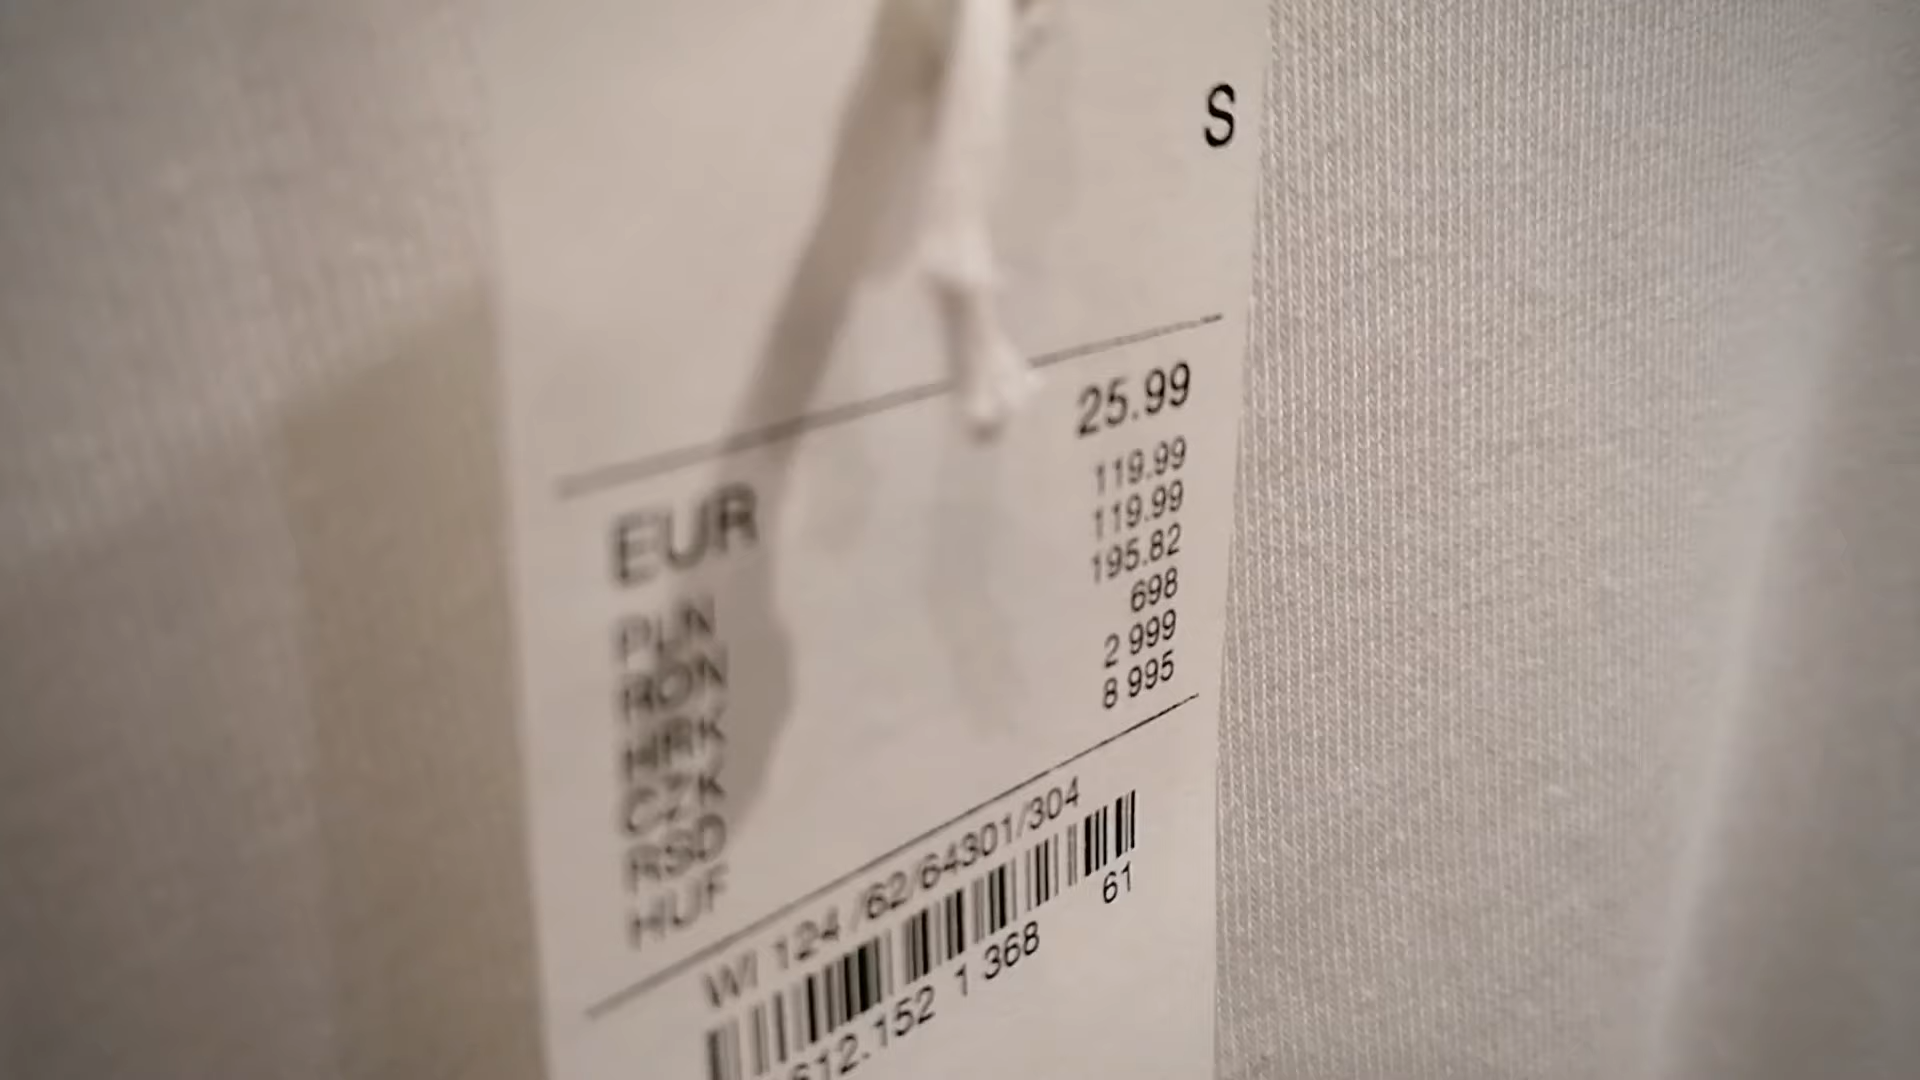 S
EUR 25.99
PLN 119.99
RON 119.99
HRK 195.82
CZK 698
RSD 2 999
HUF 8 995
WI 124 /62/64301/304
612.152 1 368 61